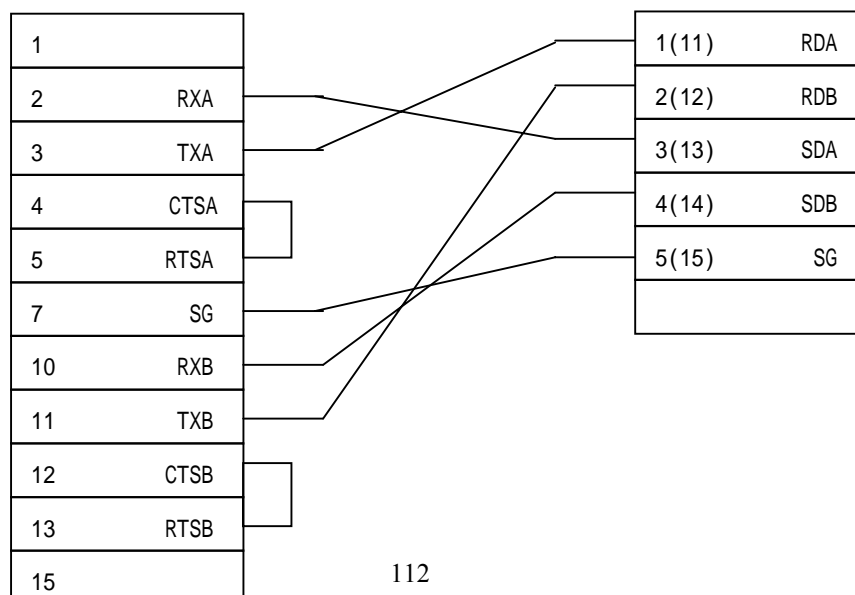 1
2 RXA
3 TXA
4 CTSA
5 RTSA
7 SG
10 RXB
11 TXB
12 CTSB
13 RTSB
15
1(11) RDA
2(12) RDB
3(13) SDA
4(14) SDB
5(15) SG
112